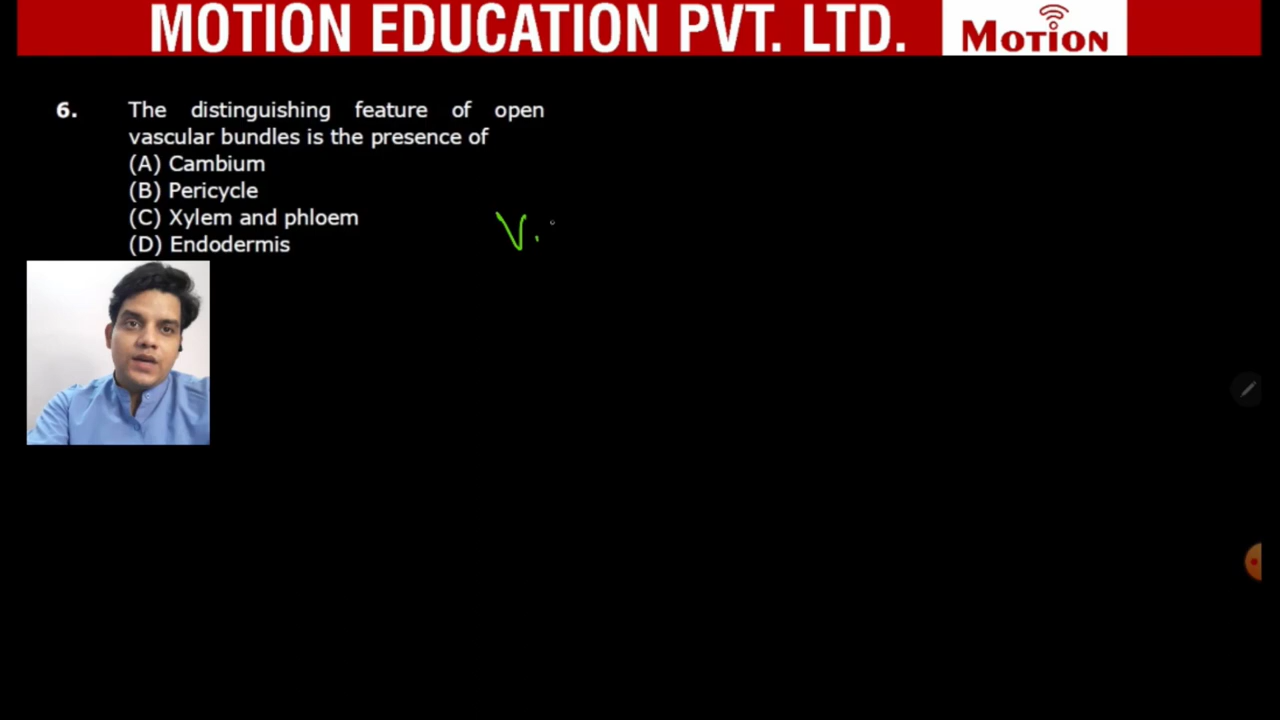 MOTION EDUCATION PVT. LTD.
MOTION
6. The distinguishing feature of open
vascular bundles is the presence of
(A) Cambium
(B) Pericycle
(C) Xylem and phloem
(D) Endodermis
V.